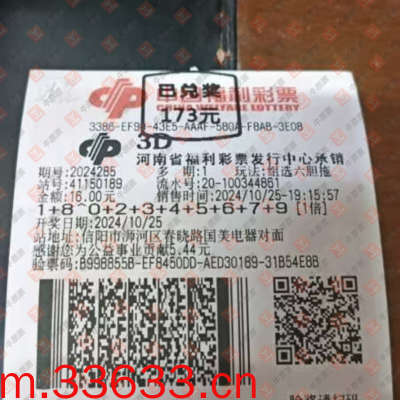 中国福利彩票
CHINA WELFARE LOTTERY
已兑奖
173元
3386-EF93-43E5-AAAF-580A-F8AB-3E08
3D
河南省福利彩票发行中心承销
期号:2024285 多期:1 玩法:组选六胆拖
站号:41150189 流水号:20-100344861
金额:16.00元 销售时间:2024/10/25-19:15:57
1+8*0+2+3+4+5+6+7+9 [1倍]
开奖日期:2024/10/25
站地址:信阳市浉河区春晓路国美电器对面
感谢您为公益事业贡献5.44元
验票码:B998855B-EF8450DD-AED30189-31B54E8B
m.33633.cn